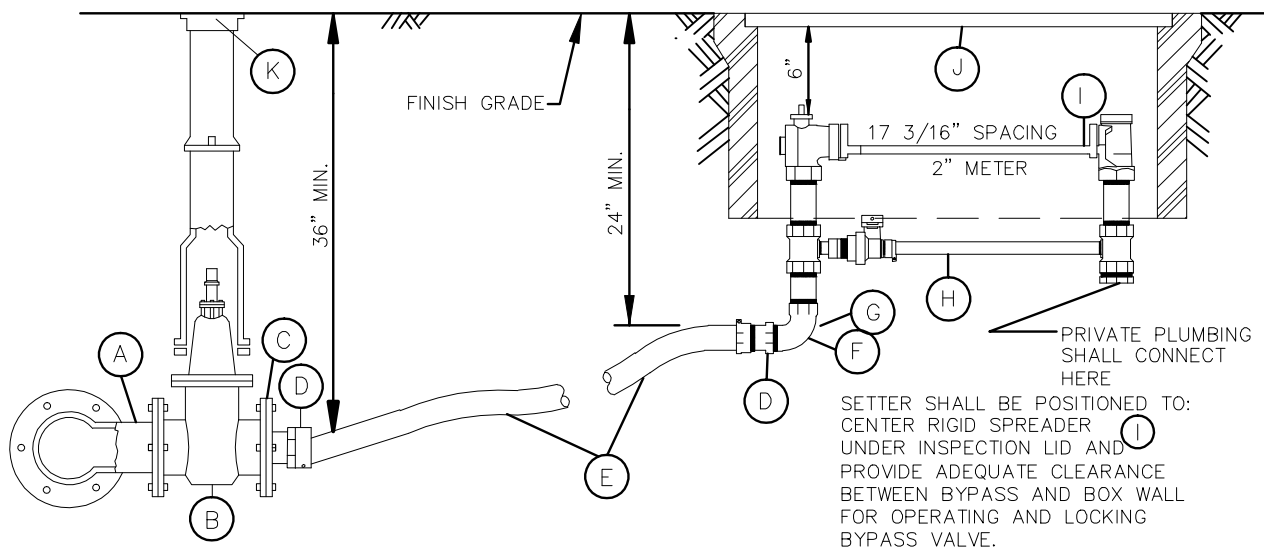 K
FINISH GRADE
36" MIN.
24" MIN.
6"
J
I
17 3/16" SPACING
2" METER
H
G
F
D
PRIVATE PLUMBING
SHALL CONNECT
HERE
A
B
C
D
E
SETTER SHALL BE POSITIONED TO:
CENTER RIGID SPREADER
UNDER INSPECTION LID AND I
PROVIDE ADEQUATE CLEARANCE
BETWEEN BYPASS AND BOX WALL
FOR OPERATING AND LOCKING
BYPASS VALVE.